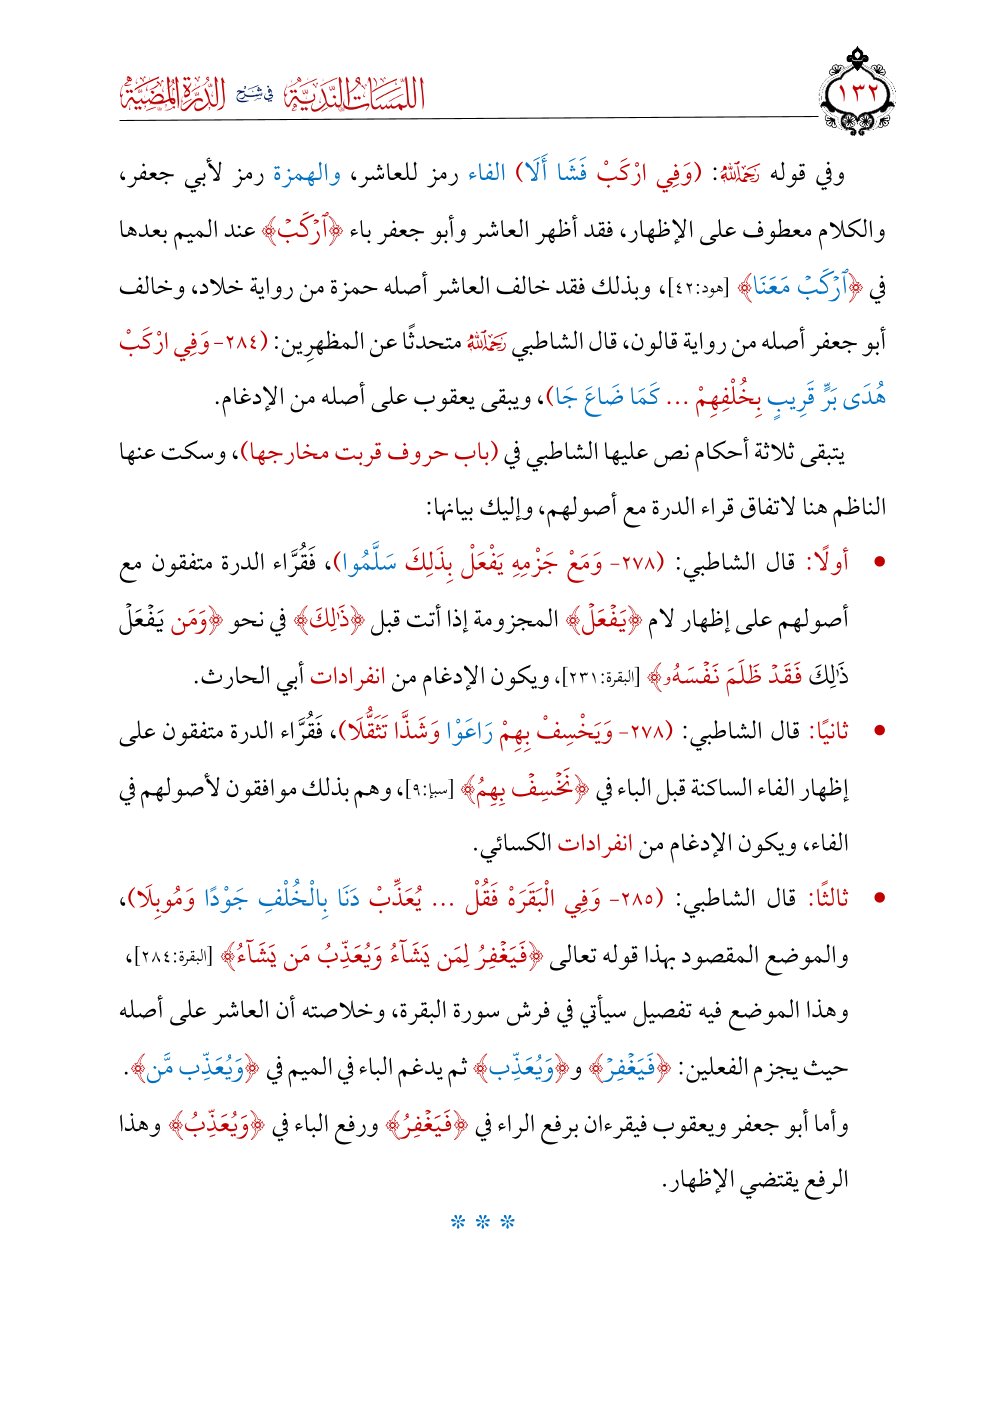 اللمسات الندية في شرح الدرة المضية
١٣٢
وفي قوله ﵀: (وَفِي ارْكَبْ فَشَا أَلَا) الفاء رمز للعاشر، والهمزة رمز لأبي جعفر،
والكلام معطوف على الإظهار، فقد أظهر العاشر وأبو جعفر باء ﴿ٱرۡكَبۡ﴾ عند الميم بعدها
في ﴿ٱرۡكَبۡ مَعَنَا﴾ [هود:٤٢]، وبذلك فقد خالف العاشر أصله حمزة من رواية خلاد، وخالف
أبو جعفر أصله من رواية قالون، قال الشاطبي ﵀ متحدثًا عن المظهرِين: (٢٨٤- وَفِي ارْكَبْ
هُدَى بَرٍّ قَرِيبٍ بِخُلْفِهِمْ ... كَمَا ضَاعَ جَا)، ويبقى يعقوب على أصله من الإدغام.
يتبقى ثلاثة أحكام نص عليها الشاطبي في (باب حروف قربت مخارجها)، وسكت عنها
الناظم هنا لاتفاق قراء الدرة مع أصولهم، وإليك بيانها:
• أولًا: قال الشاطبي: (٢٧٨- وَمَعْ جَزْمِهِ يَفْعَلْ بِذَلِكَ سَلَّمُوا)، فَقُرَّاء الدرة متفقون مع
أصولهم على إظهار لام ﴿يَفۡعَلۡ﴾ المجزومة إذا أتت قبل ﴿ذَٰلِكَ﴾ في نحو ﴿وَمَن يَفۡعَلۡ
ذَٰلِكَ فَقَدۡ ظَلَمَ نَفۡسَهُۥ﴾ [البقرة:٢٣١]، ويكون الإدغام من انفرادات أبي الحارث.
• ثانيًا: قال الشاطبي: (٢٧٨- وَيَخْسِفْ بِهِمْ رَاعَوْا وَشَذَّا تَثَقُّلَا)، فَقُرَّاء الدرة متفقون على
إظهار الفاء الساكنة قبل الباء في ﴿نَخۡسِفۡ بِهِمُ﴾ [سبإ:٩]، وهم بذلك موافقون لأصولهم في
الفاء، ويكون الإدغام من انفرادات الكسائي.
• ثالثًا: قال الشاطبي: (٢٨٥- وَفِي الْبَقَرَهْ فَقُلْ ... يُعَذِّبْ دَنَا بِالْخُلْفِ جَوْدًا وَمُوبِلَا)،
والموضع المقصود بهذا قوله تعالى ﴿فَيَغۡفِرُ لِمَن يَشَآءُ وَيُعَذِّبُ مَن يَشَآءُ﴾ [البقرة:٢٨٤]،
وهذا الموضع فيه تفصيل سيأتي في فرش سورة البقرة، وخلاصته أن العاشر على أصله
حيث يجزم الفعلين: ﴿فَيَغۡفِرۡ﴾ و﴿وَيُعَذِّب﴾ ثم يدغم الباء في الميم في ﴿وَيُعَذِّب مَّن﴾.
وأما أبو جعفر ويعقوب فيقرءان برفع الراء في ﴿فَيَغۡفِرُ﴾ ورفع الباء في ﴿وَيُعَذِّبُ﴾ وهذا
الرفع يقتضي الإظهار.
* * *